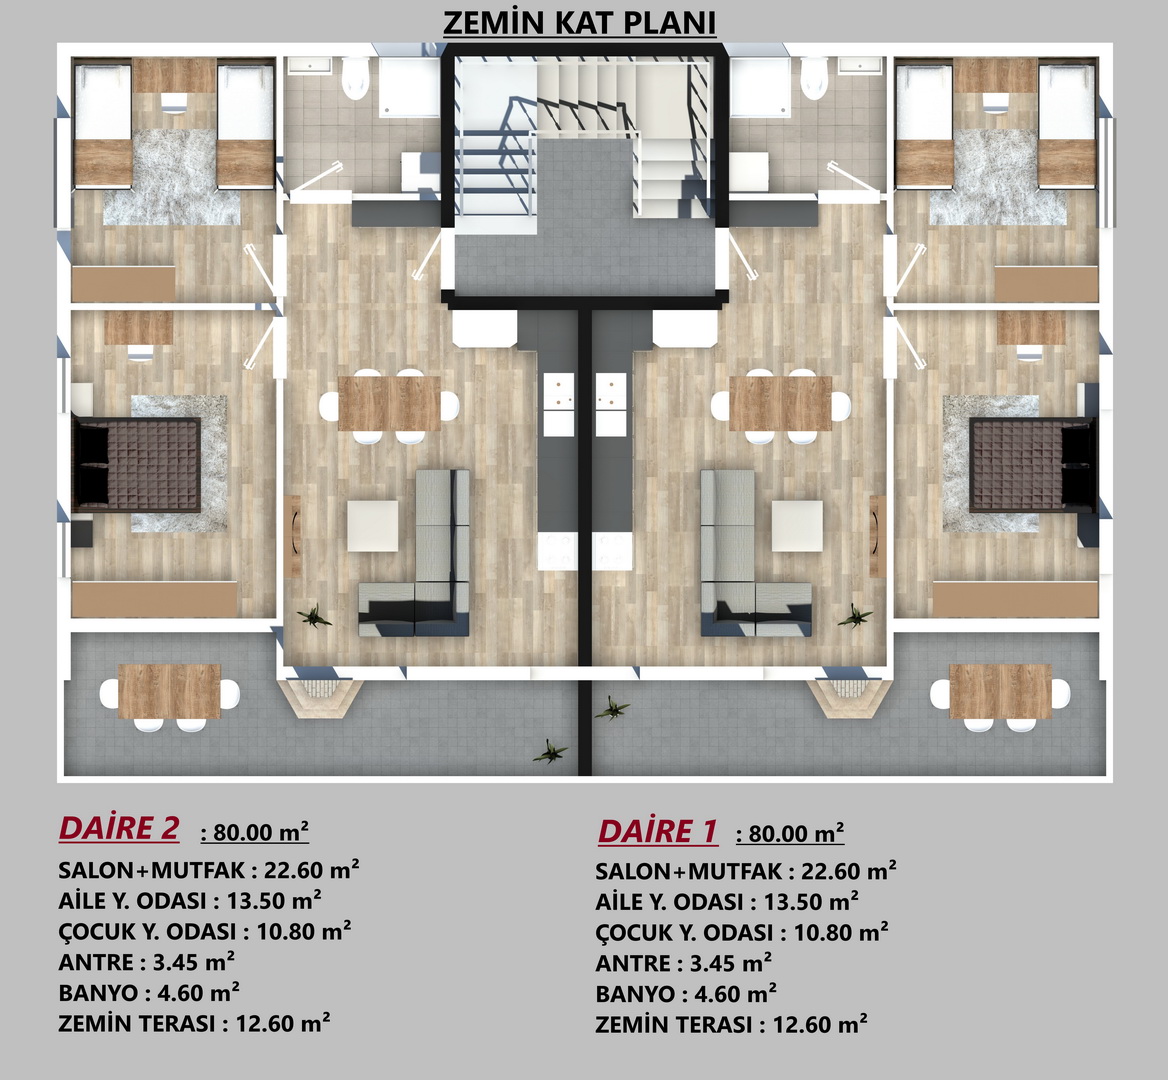 ZEMİN KAT PLANI
DAİRE 2 : 80.00 m²
SALON+MUTFAK : 22.60 m²
AİLE Y. ODASI : 13.50 m²
ÇOCUK Y. ODASI : 10.80 m²
ANTRE : 3.45 m²
BANYO : 4.60 m²
ZEMİN TERASI : 12.60 m²
DAİRE 1 : 80.00 m²
SALON+MUTFAK : 22.60 m²
AİLE Y. ODASI : 13.50 m²
ÇOCUK Y. ODASI : 10.80 m²
ANTRE : 3.45 m²
BANYO : 4.60 m²
ZEMİN TERASI : 12.60 m²